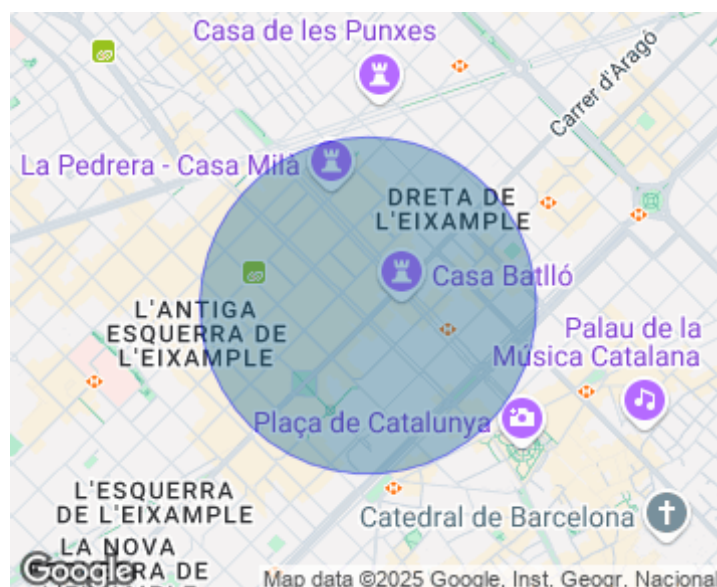 Casa de les Punxes
Carrer d'Aragó
La Pedrera - Casa Milà
DRETA DE
L'EIXAMPLE
Casa Batlló
L'ANTIGA
ESQUERRA DE
L'EIXAMPLE
Palau de la
Música Catalana
Plaça de Catalunya
L'ESQUERRA
DE L'EIXAMPLE
Catedral de Barcelona
LA NOVA
DE
Google
Map data ©2025 Google, Inst. Geogr. Nacional